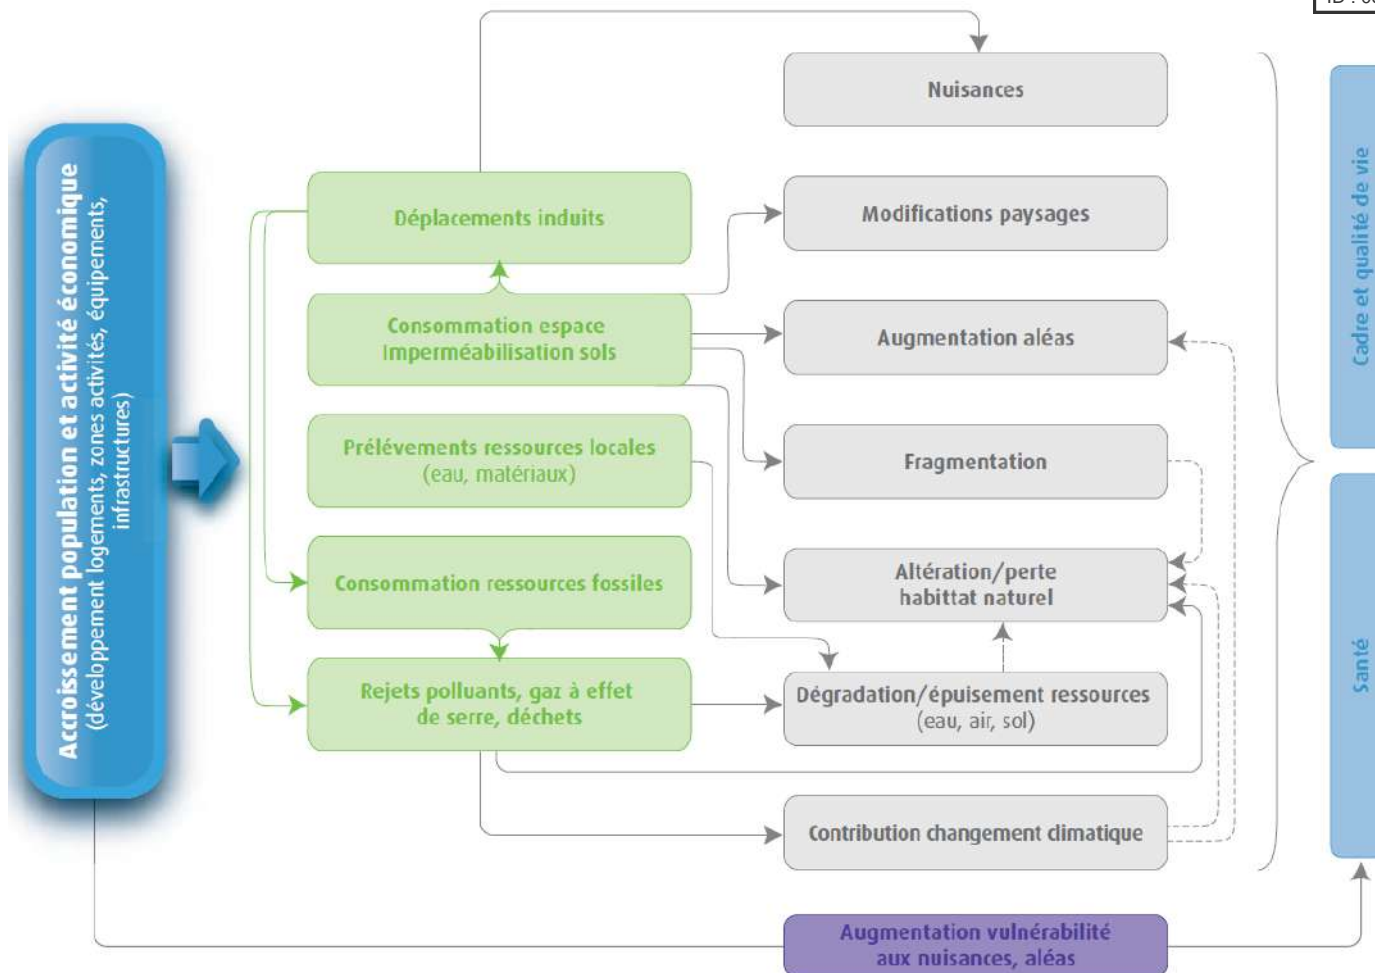 Accroissement population et activité économique
(développement logements, zones activités, équipements,
infrastructures)
Déplacements induits
Consommation espace
Imperméabilisation sols
Prélévements ressources locales
(eau, matériaux)
Consommation ressources fossiles
Rejets polluants, gaz à effet
de serre, déchets
Nuisances
Modifications paysages
Augmentation aléas
Fragmentation
Altération/perte
habittat naturel
Dégradation/épuisement ressources
(eau, air, sol)
Contribution changement climatique
Augmentation vulnérabilité
aux nuisances, aléas
Cadre et qualité de vie
Santé